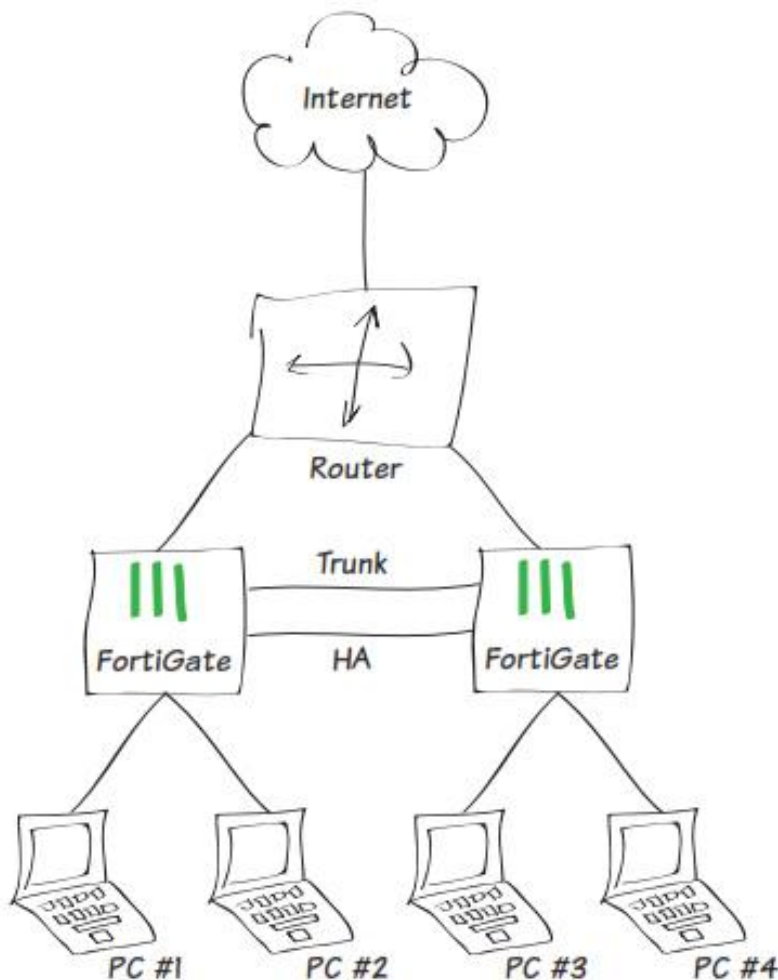 Internet
Router
Trunk
FortiGate
HA
FortiGate
PC #1
PC #2
PC #3
PC #4